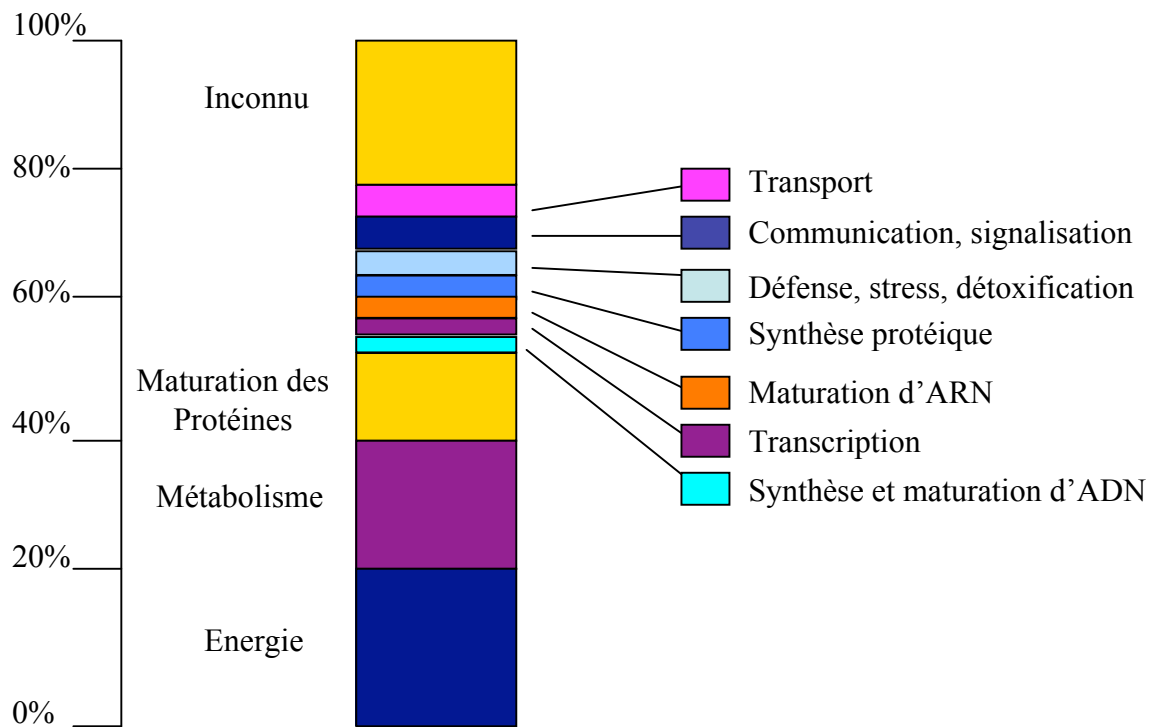 100%
80%
60%
40%
20%
0%
Inconnu
Maturation des
Protéines
Métabolisme
Energie
Transport
Communication, signalisation
Défense, stress, détoxification
Synthèse protéique
Maturation d’ARN
Transcription
Synthèse et maturation d’ADN